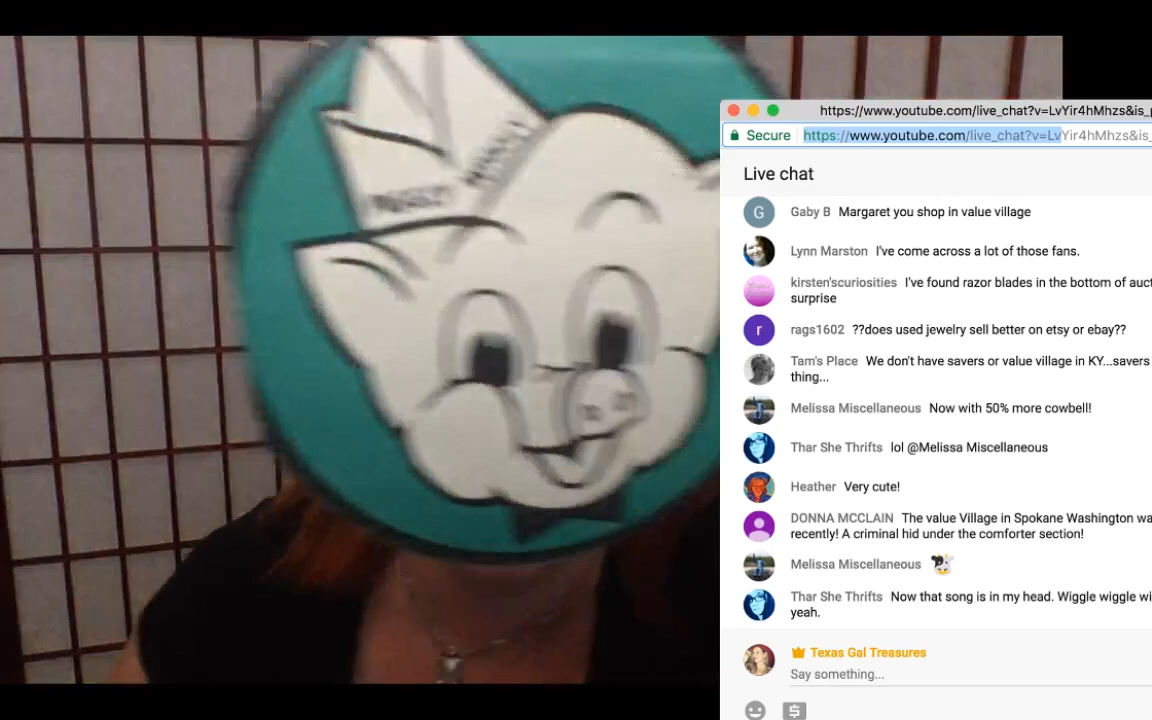 https://www.youtube.com/live_chat?v=LvYir4hMhzs&is_p
Secure https://www.youtube.com/live_chat?v=LvYir4hMhzs&is_
Live chat
G Gaby B Margaret you shop in value village
Lynn Marston I've come across a lot of those fans.
kirsten'scuriosities I've found razor blades in the bottom of auct
surprise
r rags1602 ??does used jewelry sell better on etsy or ebay??
Tam's Place We don't have savers or value village in KY...savers
thing...
Melissa Miscellaneous Now with 50% more cowbell!
Thar She Thrifts lol @Melissa Miscellaneous
Heather Very cute!
DONNA MCCLAIN The value Village in Spokane Washington wa
recently! A criminal hid under the comforter section!
Melissa Miscellaneous
Thar She Thrifts Now that song is in my head. Wiggle wiggle wi
yeah.
Texas Gal Treasures
Say something...